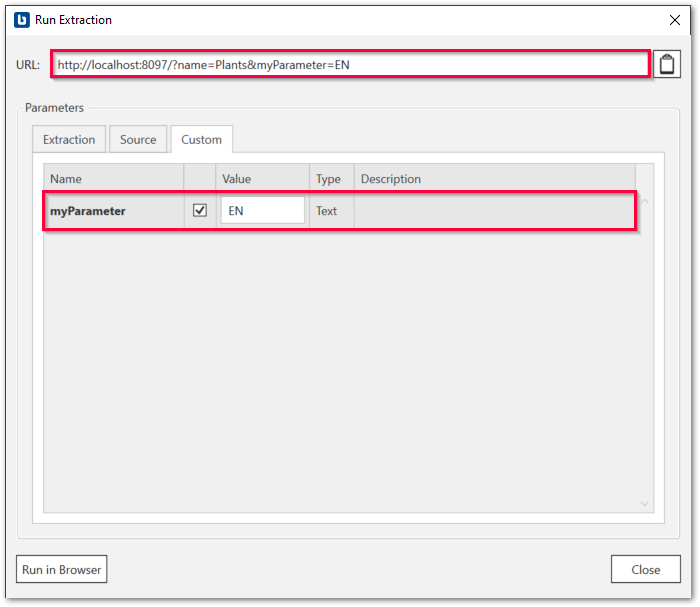 b Run Extraction
URL: http://localhost:8097/?name=Plants&myParameter=EN
Parameters
Extraction Source Custom
Name Value Type Description
myParameter EN Text
Run in Browser Close